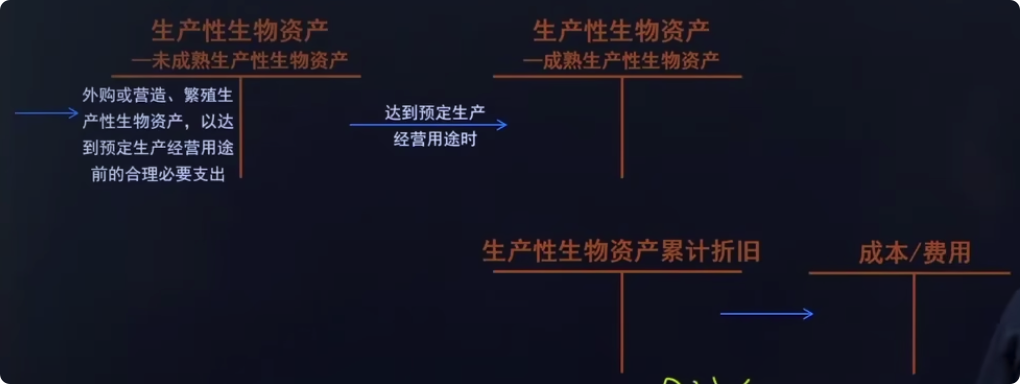 生产性生物资产
—未成熟生产性生物资产
生产性生物资产
—成熟生产性生物资产
外购或营造、繁殖生
产性生物资产，以达
到预定生产经营用途
前的合理必要支出
达到预定生产
经营用途时
生产性生物资产累计折旧
成本/费用